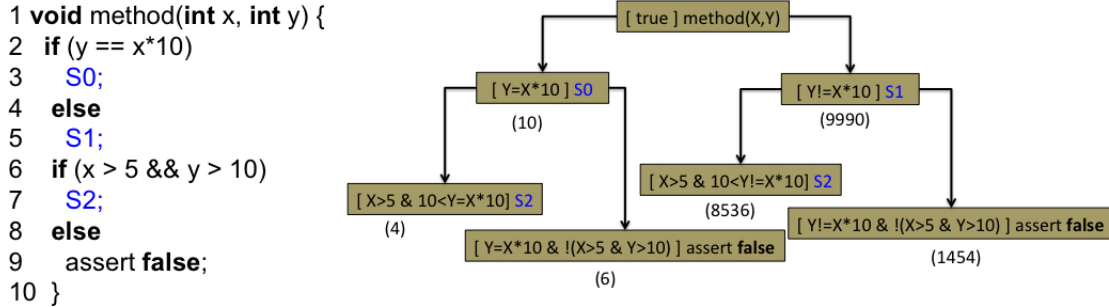 1 void method(int x, int y) {
2 if (y == x*10)
3 S0;
4 else
5 S1;
6 if (x > 5 && y > 10)
7 S2;
8 else
9 assert false;
10 }
[ true ] method(X,Y)
[ Y=X*10 ] S0
(10)
[ Y!=X*10 ] S1
(9990)
[ X>5 & 10<Y=X*10] S2
(4)
[ Y=X*10 & !(X>5 & Y>10) ] assert false
(6)
[ X>5 & 10<Y!=X*10] S2
(8536)
[ Y!=X*10 & !(X>5 & Y>10) ] assert false
(1454)